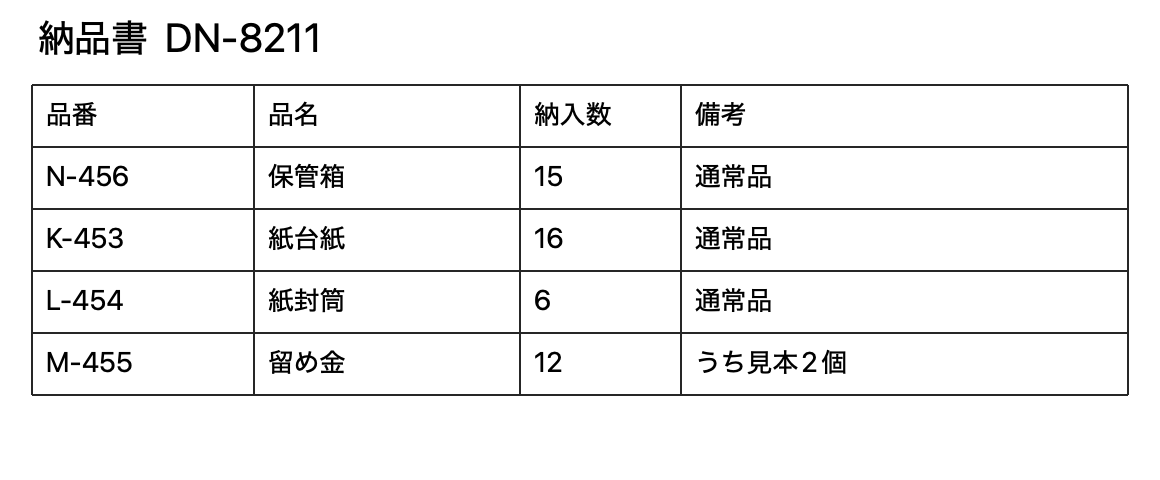 納品書 DN-8211
品番 品名 納入数 備考
N-456 保管箱 15 通常品
K-453 紙台紙 16 通常品
L-454 紙封筒 6 通常品
M-455 留め金 12 うち見本2個